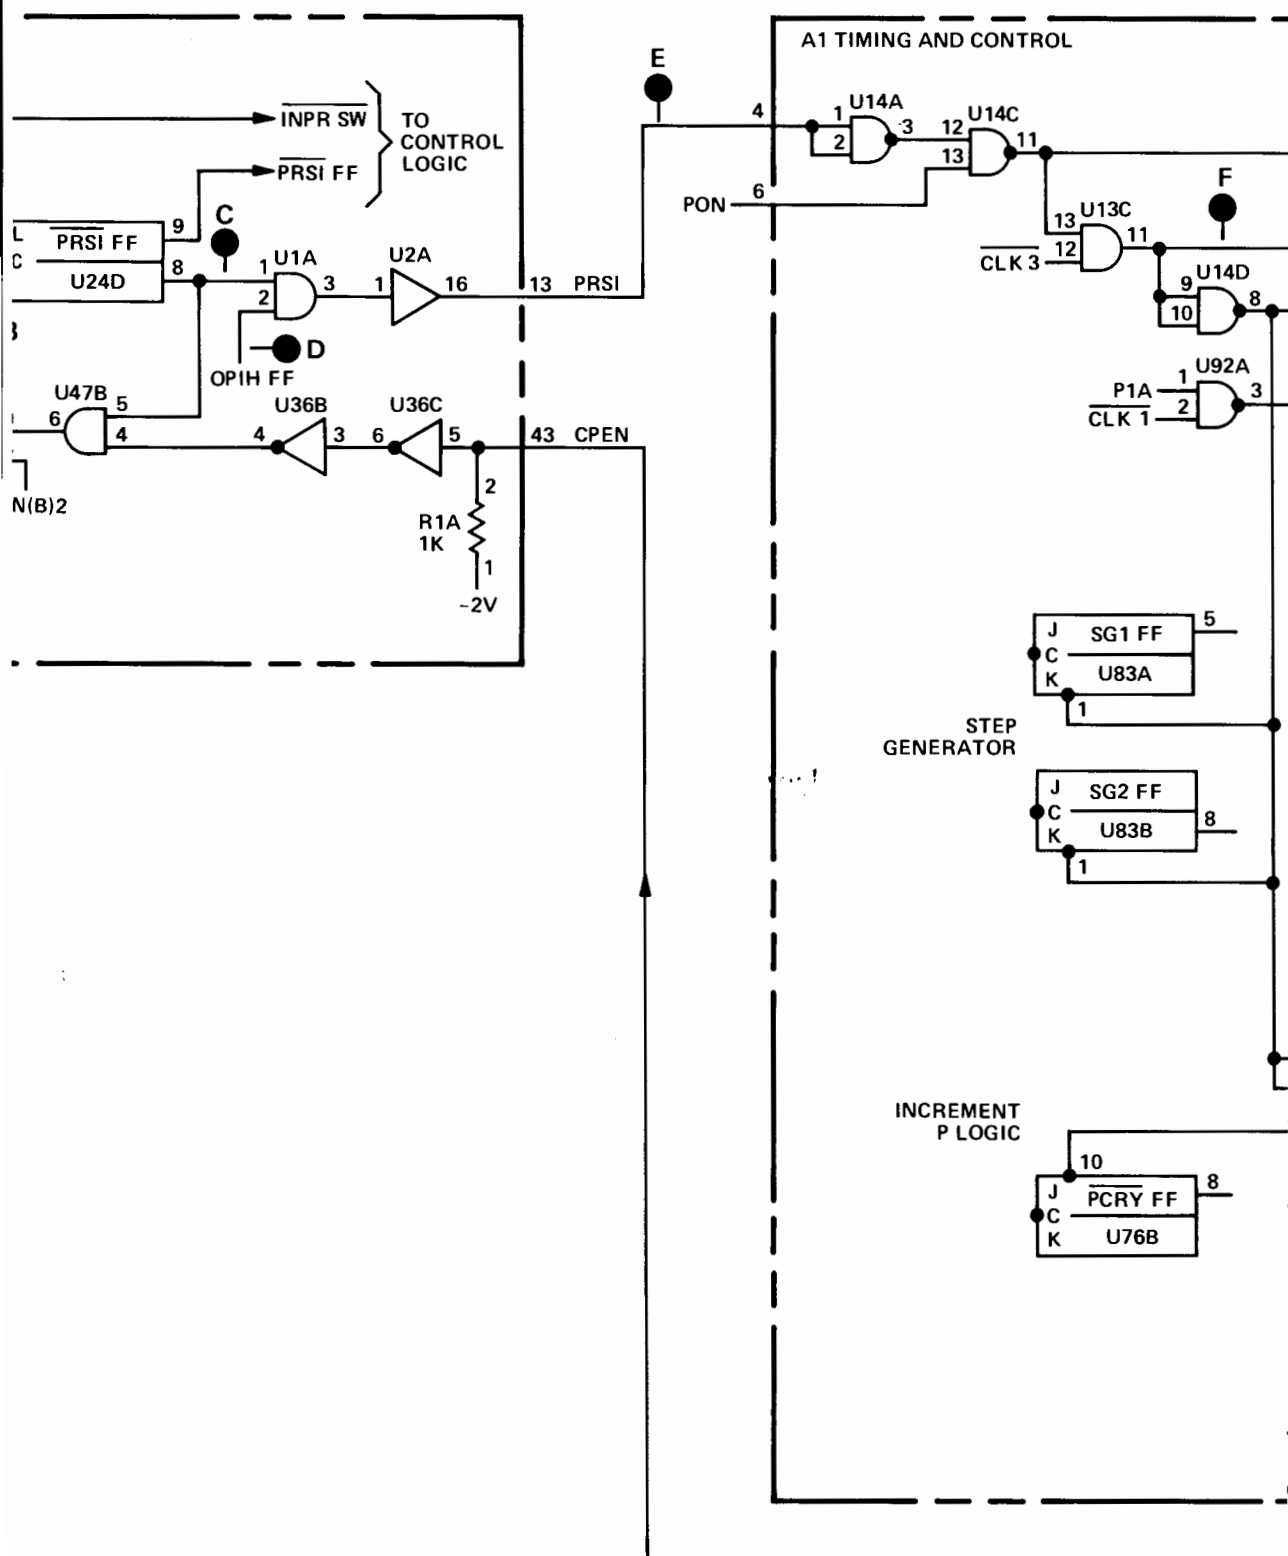 A1 TIMING AND CONTROL
E
4
1
2
U14A
3
12
13
U14C
11
INPR SW
TO
CONTROL
LOGIC
PRSI FF
PON
6
F
U13C
13
12
11
CLK 3
C
9
L
PRSI FF
C
U24D
8
1
2
U1A
3
1
U2A
16
13
PRSI
U14D
9
10
8
D
OPIH FF
U92A
P1A
1
CLK 1
2
3
U47B
6
5
4
U36B
4
3
U36C
6
5
43
CPEN
N(B)2
2
R1A
1K
1
-2V
J
SG1 FF
5
C
K
U83A
1
STEP
GENERATOR
J
SG2 FF
C
K
U83B
8
1
INCREMENT
P LOGIC
10
J
PCRY FF
8
C
K
U76B